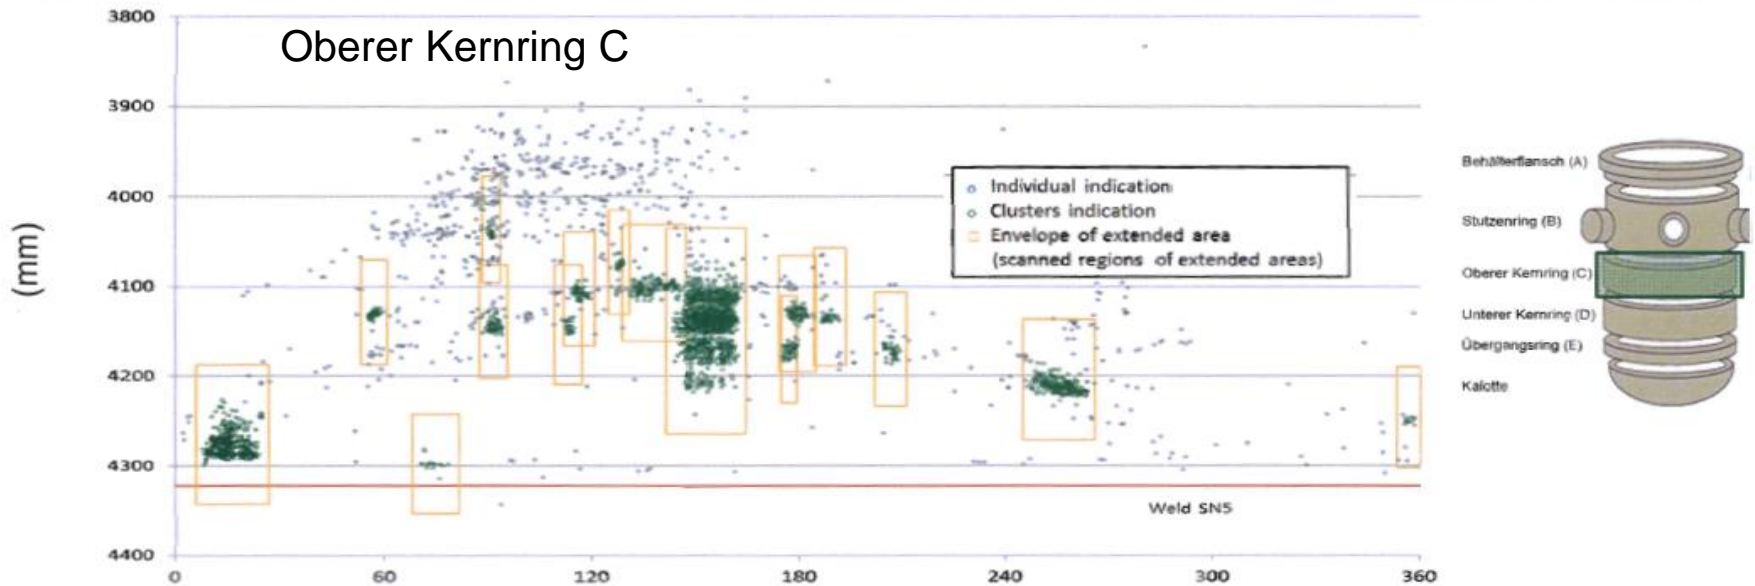 Oberer Kernring C
3800
3900
4000
4100
4200
4300
4400
(mm)
Individual indication
Clusters indication
Envelope of extended area
(scanned regions of extended areas)
Weld SN5
0 60 120 180 240 300 360
Behälterflansch (A)
Stutzenring (B)
Oberer Kernring (C)
Unterer Kernring (D)
Übergangsring (E)
Kalotte